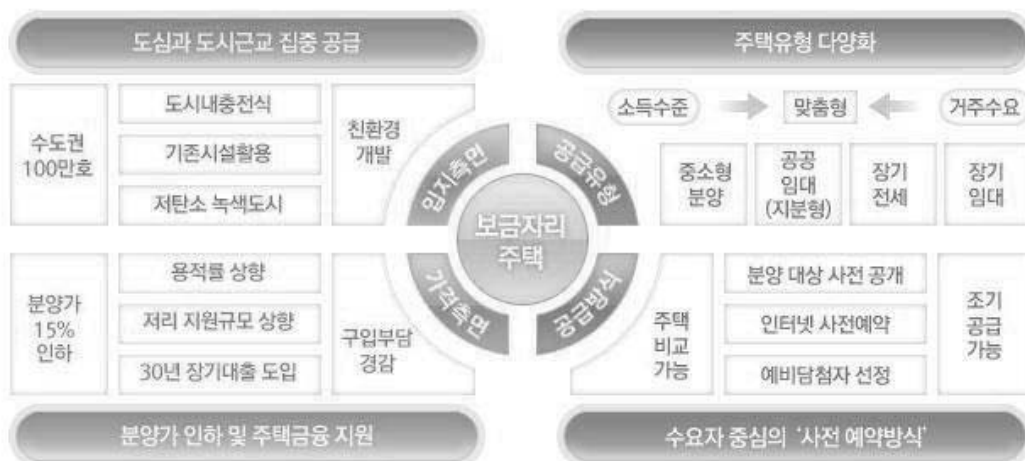 도심과 도시근교 집중 공급
수도권
100만호
도시내충전식
기존시설활용
저탄소 녹색도시
친환경
개발
주택유형 다양화
소득수준
맞춤형
거주수요
중소형
분양
공공
임대
(지분형)
장기
전세
장기
임대
입지측면
공급유형
보금자리
주택
가격측면
공급방식
분양가
15%
인하
용적률 상향
저리 지원규모 상향
30년 장기대출 도입
구입부담
경감
분양가 인하 및 주택금융 지원
주택
비교
가능
분양 대상 사전 공개
인터넷 사전예약
예비담첨자 선정
조기
공급
가능
수요자 중심의 '사전 예약방식'